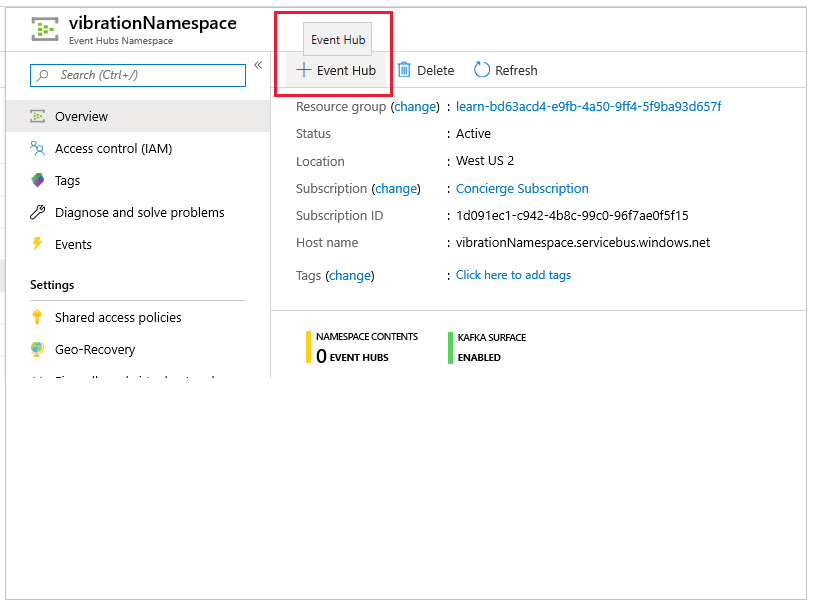 vibrationNamespace
Event Hubs Namespace
Event Hub
Search (Ctrl+/)
«
+ Event Hub
Delete
Refresh
Overview
Access control (IAM)
Tags
Diagnose and solve problems
Events
Settings
Shared access policies
Geo-Recovery
Resource group (change) : learn-bd63acd4-e9fb-4a50-9ff4-5f9ba93d657f
Status : Active
Location : West US 2
Subscription (change) : Concierge Subscription
Subscription ID : 1d091ec1-c942-4b8c-99c0-96f7ae0f5f15
Host name : vibrationNamespace.servicebus.windows.net
Tags (change) : Click here to add tags
NAMESPACE CONTENTS
0 EVENT HUBS
KAFKA SURFACE
ENABLED